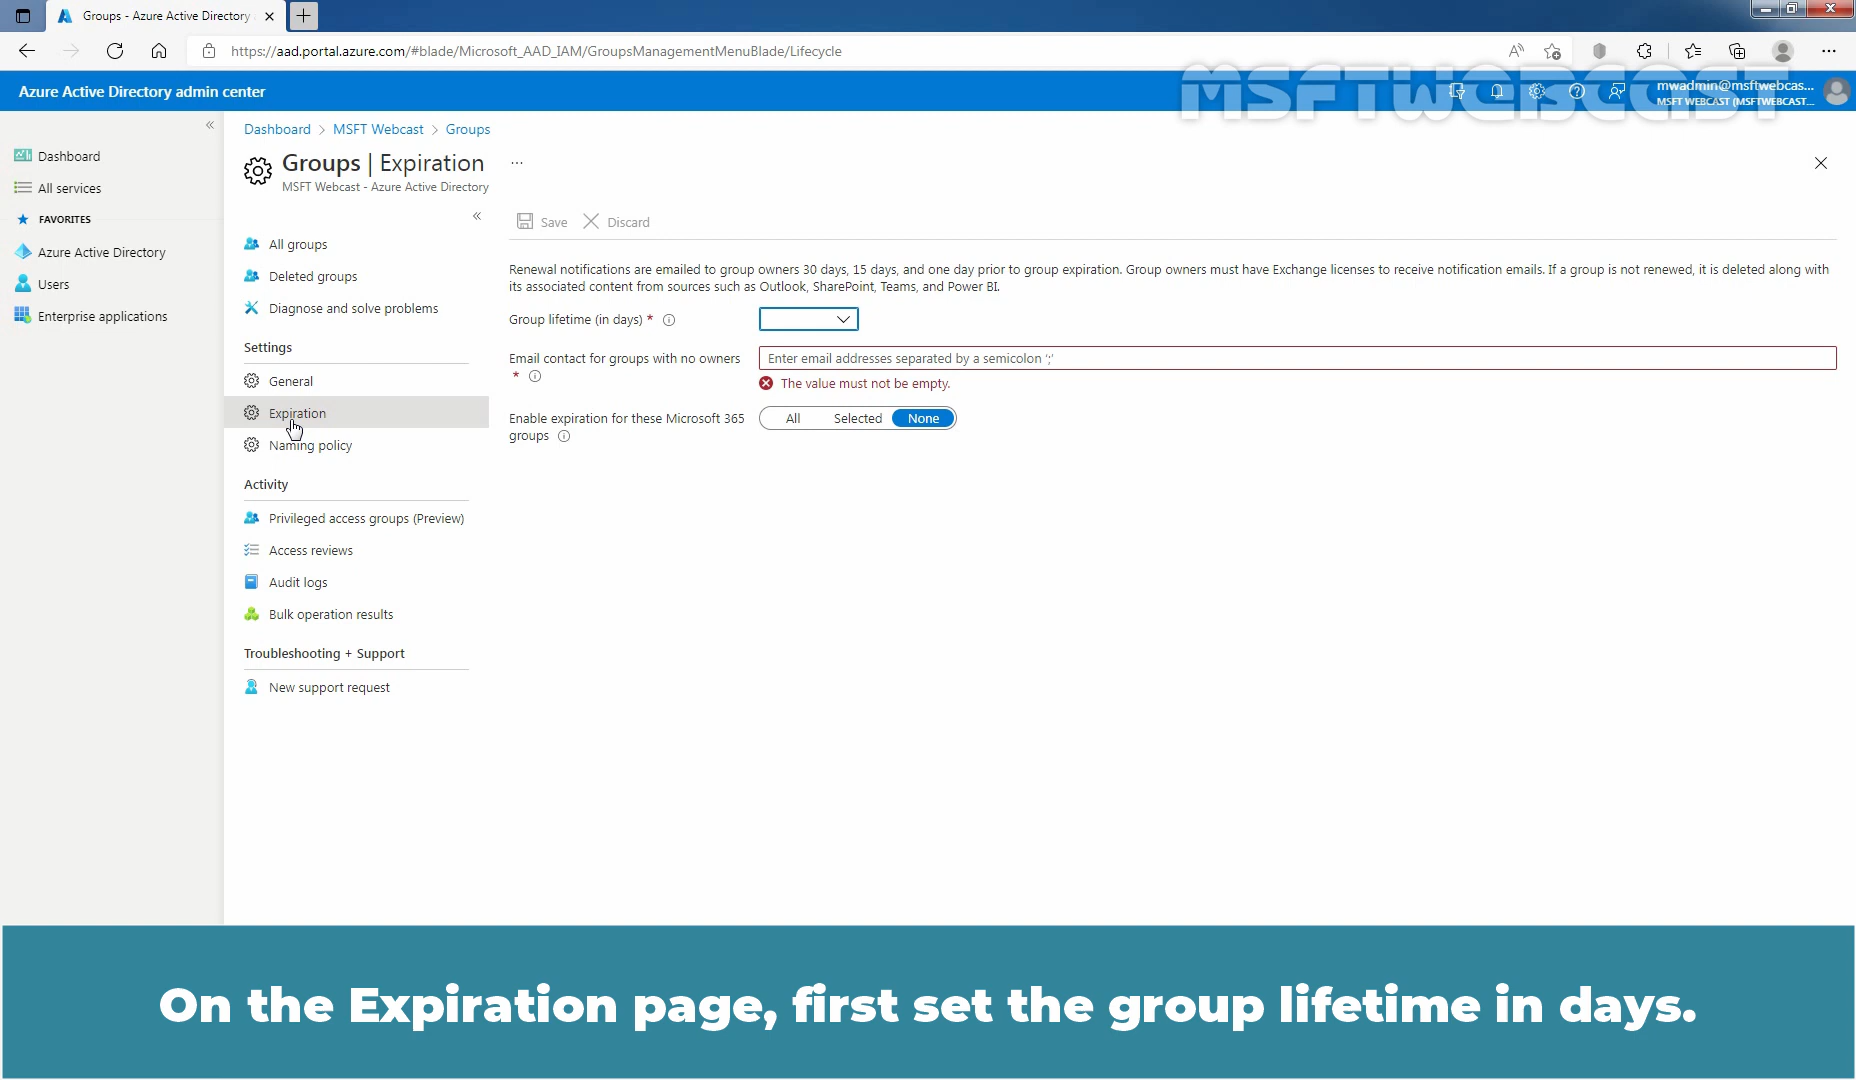 Groups - Azure Active Directory
https://aad.portal.azure.com/#blade/Microsoft_AAD_IAM/GroupsManagementMenuBlade/Lifecycle
MSFTWEBCAST
Azure Active Directory admin center
mwadmin@msftwebcas...
MSFT WEBCAST (MSFTWEBCAST....
Dashboard
All services
FAVORITES
Azure Active Directory
Users
Enterprise applications
Dashboard > MSFT Webcast > Groups
Groups | Expiration ...
MSFT Webcast - Azure Active Directory
All groups
Deleted groups
Diagnose and solve problems
Settings
General
Expiration
Naming policy
Activity
Privileged access groups (Preview)
Access reviews
Audit logs
Bulk operation results
Troubleshooting + Support
New support request
Save Discard
Renewal notifications are emailed to group owners 30 days, 15 days, and one day prior to group expiration. Group owners must have Exchange licenses to receive notification emails. If a group is not renewed, it is deleted along with
its associated content from sources such as Outlook, SharePoint, Teams, and Power BI.
Group lifetime (in days) *
Email contact for groups with no owners
*
Enter email addresses separated by a semicolon ';'
The value must not be empty.
Enable expiration for these Microsoft 365
groups
All Selected None
On the Expiration page, first set the group lifetime in days.